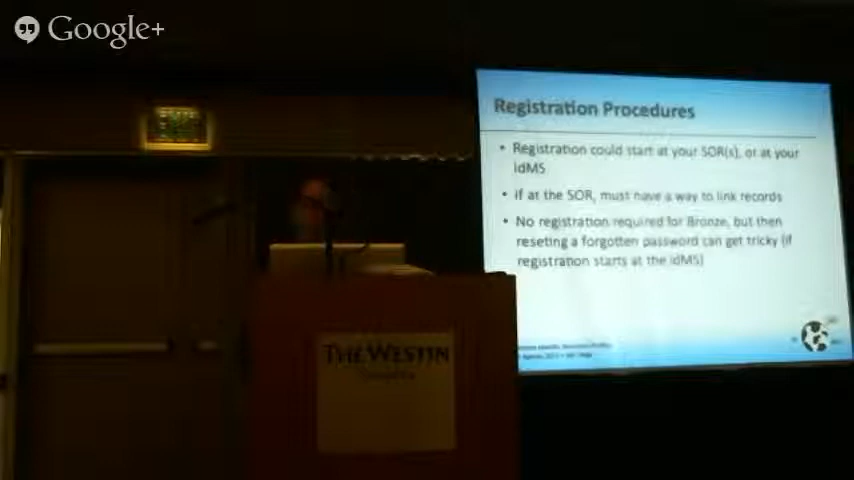 Google+
Registration Procedures
• Registration could start at your SOR(s), or at your
IdMS
• If at the SOR, must have a way to link records
• No registration required for Bronze, but then
resetting a forgotten password can get tricky (if
registration starts at the IdMS)
THE WESTIN